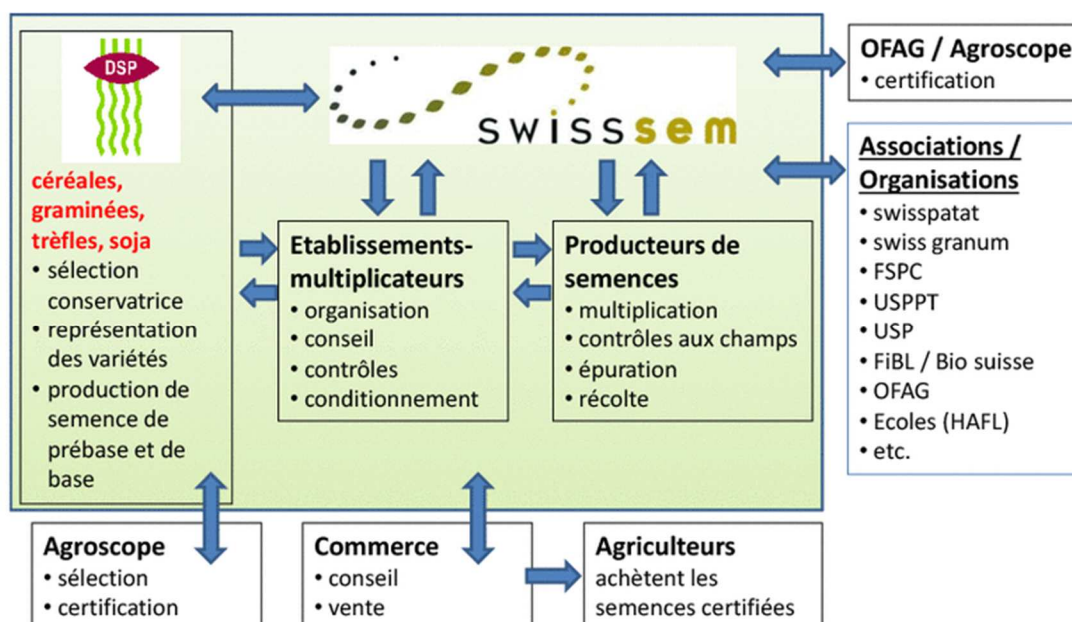 DSP
céréales,
graminées,
trèfles, soja
• sélection
conservatrice
• représentation
des variétés
• production de
semence de
prébase et de
base
swisssem
Etablissements-
multiplicateurs
• organisation
• conseil
• contrôles
• conditionnement
Producteurs de
semences
• multiplication
• contrôles aux champs
• épuration
• récolte
OFAG / Agroscope
• certification
Associations /
Organisations
• swisspatat
• swiss granum
• FSPC
• USPPT
• USP
• FiBL / Bio suisse
• OFAG
• Ecoles (HAFL)
• etc.
Agroscope
• sélection
• certification
Commerce
• conseil
• vente
Agriculteurs
achètent les
semences certifiées